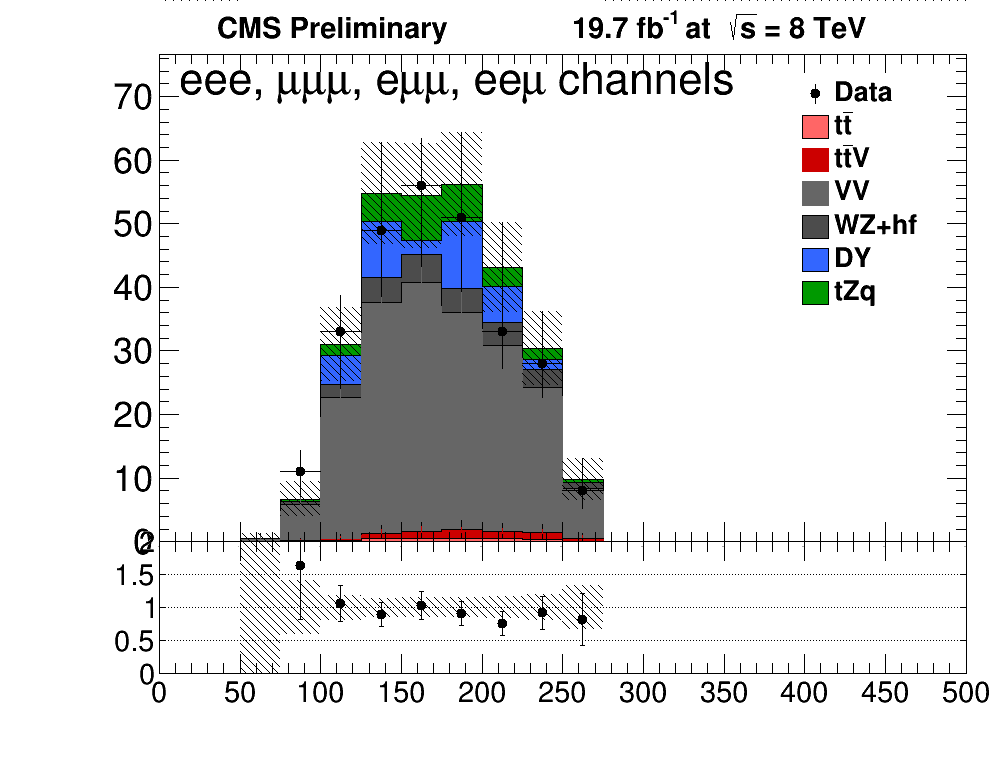 CMS Preliminary 19.7 fb⁻¹ at √s = 8 TeV
eee, μμμ, eμμ, eeμ channels
Data
tt̄
tt̄V
VV
WZ+hf
DY
tZq
70
60
50
40
30
20
10
0
2
1.5
1
0.5
0
0 50 100 150 200 250 300 350 400 450 500